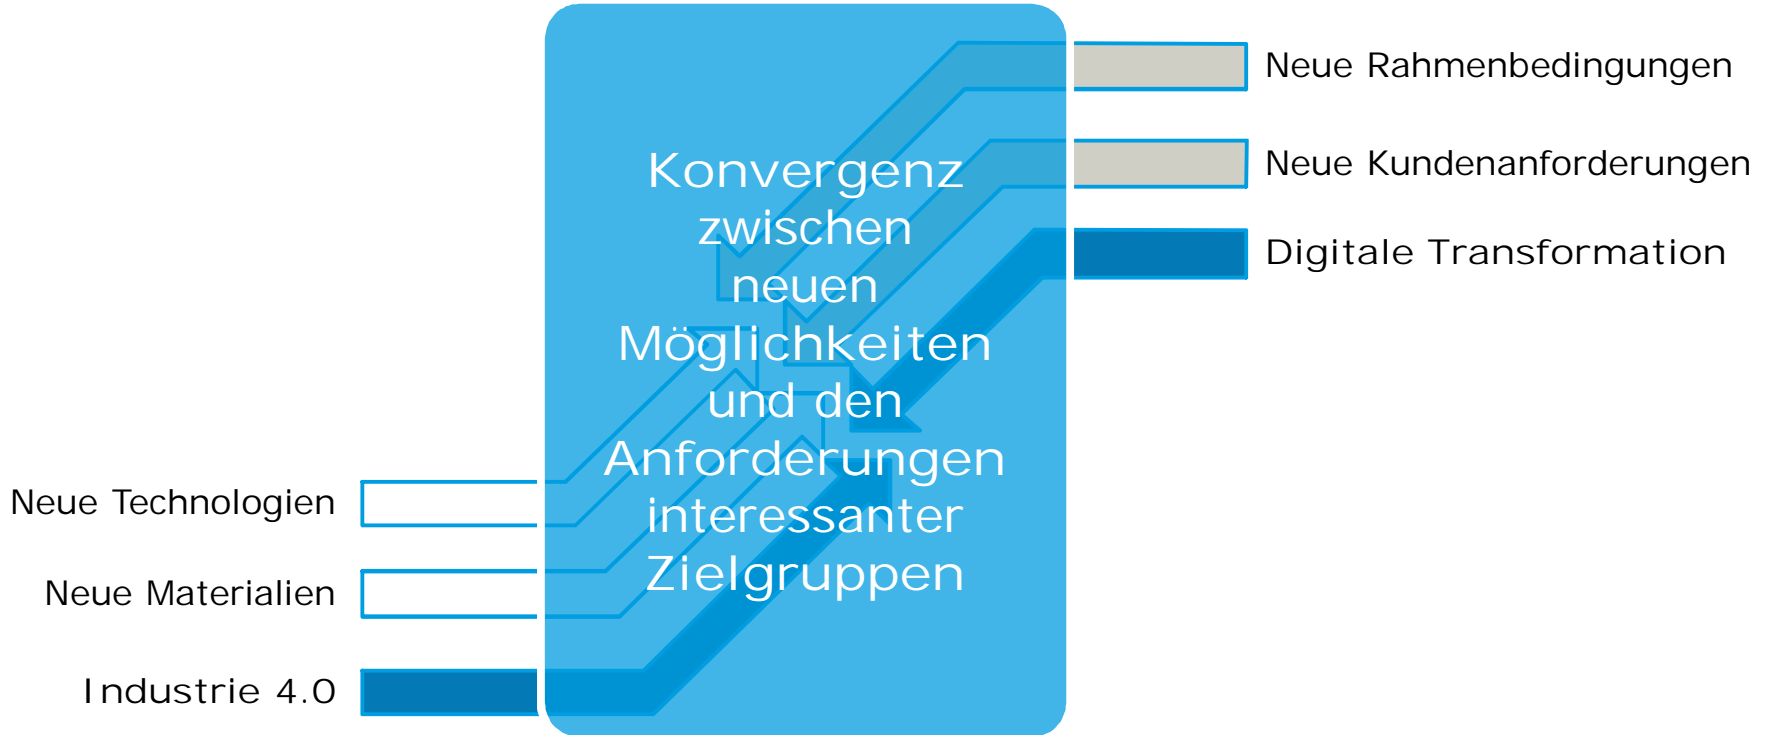 Neue Rahmenbedingungen
Neue Kundenanforderungen
Digitale Transformation
Konvergenz
zwischen
neuen
Möglichkeiten
und den
Anforderungen
interessanter
Zielgruppen
Neue Technologien
Neue Materialien
Industrie 4.0